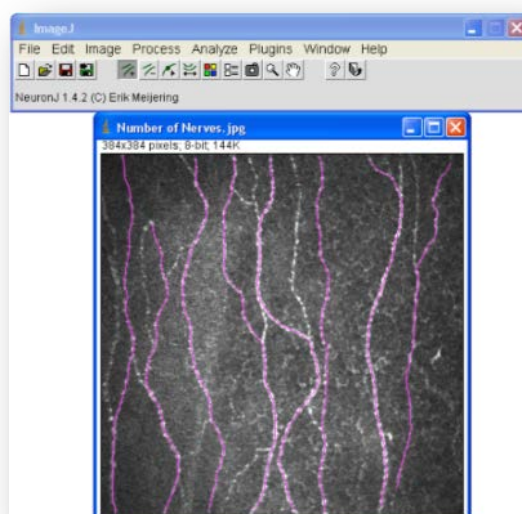 ImageJ
File Edit Image Process Analyze Plugins Window Help
NeuronJ 1.4.2 (C) Erik Meijering
Number of Nerves.jpg
384x384 pixels; 8-bit; 144K